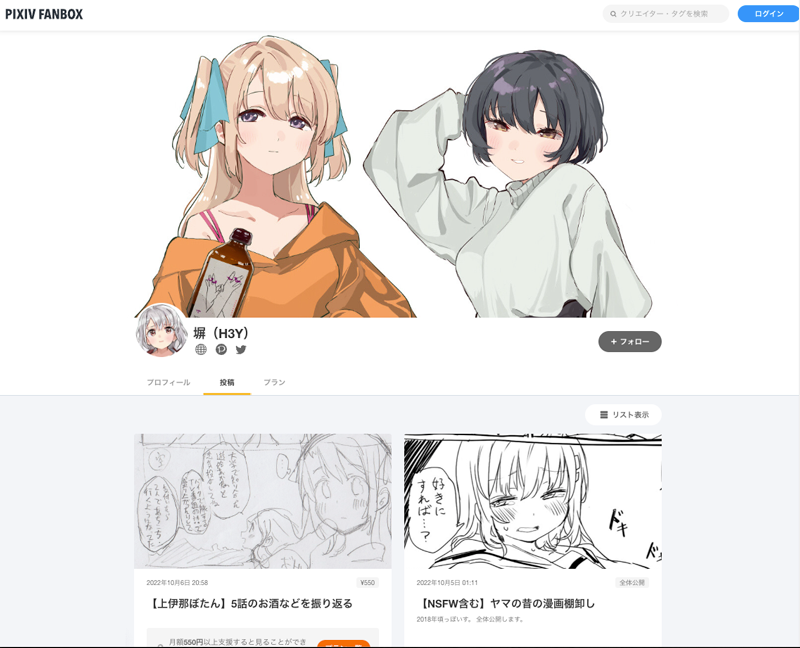 PIXIV FANBOX
クリエイター・タグを検索
ログイン
塀（H3Y）
+ フォロー
プロフィール
投稿
プラン
リスト表示
好きに
すれば…？
ドキ
2022年10月6日 20:58
¥550
【上伊那ぼたん】5話のお酒などを振り返る
月額550円以上支援すると見ることができ
2022年10月5日 01:11
全体公開
【NSFW含む】ヤマの昔の漫画棚卸し
2018年頃っぽいす。 全体公開します。